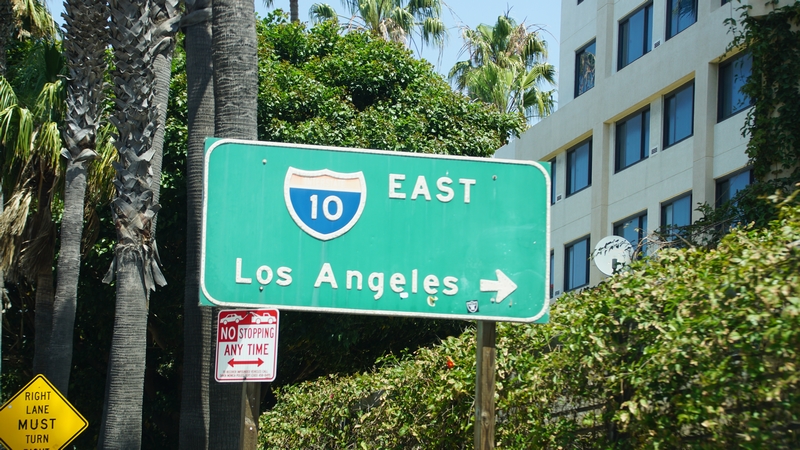 10 EAST
Los Angeles
NO STOPPING
ANY TIME
RIGHT
LANE
MUST
TURN